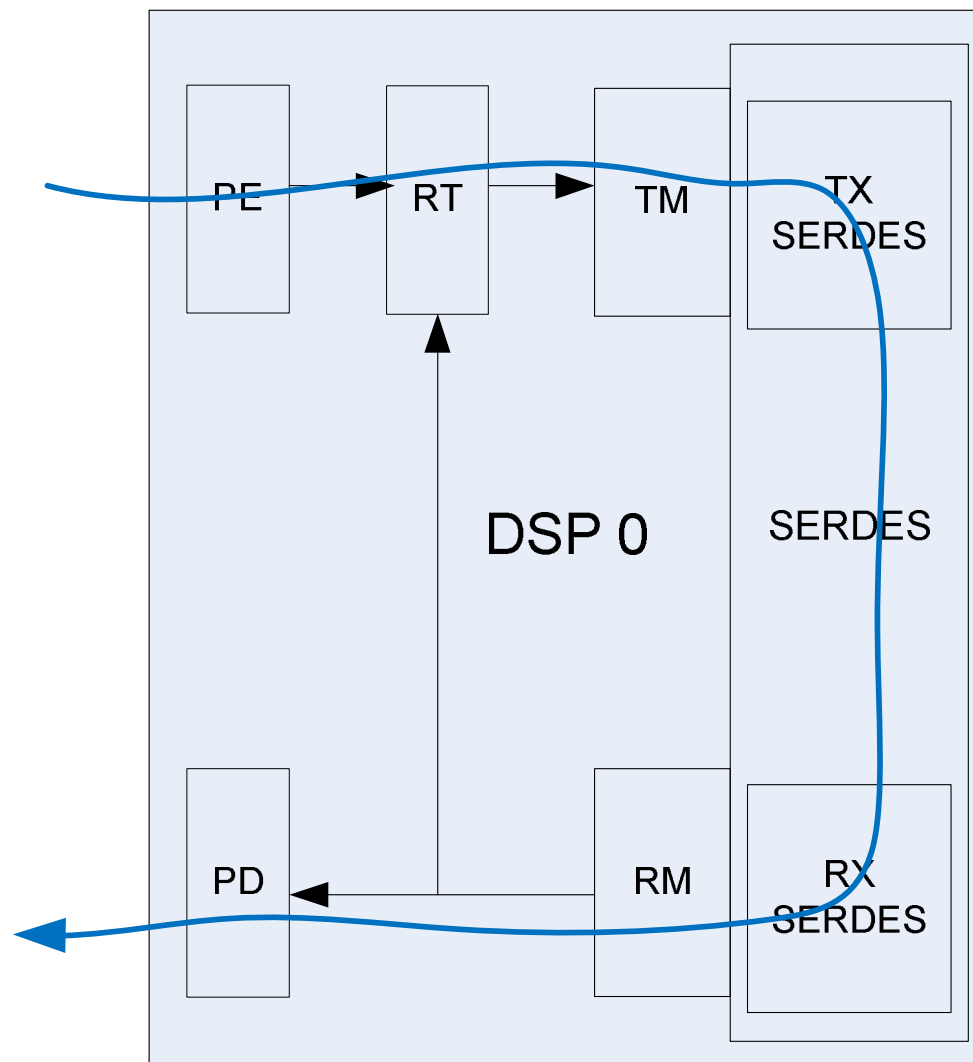 PE
RT
TM
TX
SERDES
DSP 0
SERDES
PD
RM
RX
SERDES